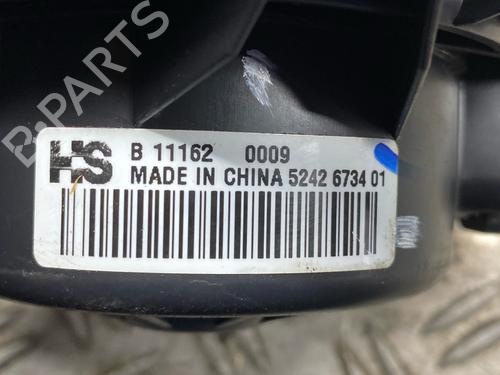 B-PARTS
HS B 11162 0009
MADE IN CHINA 5242 6734 01